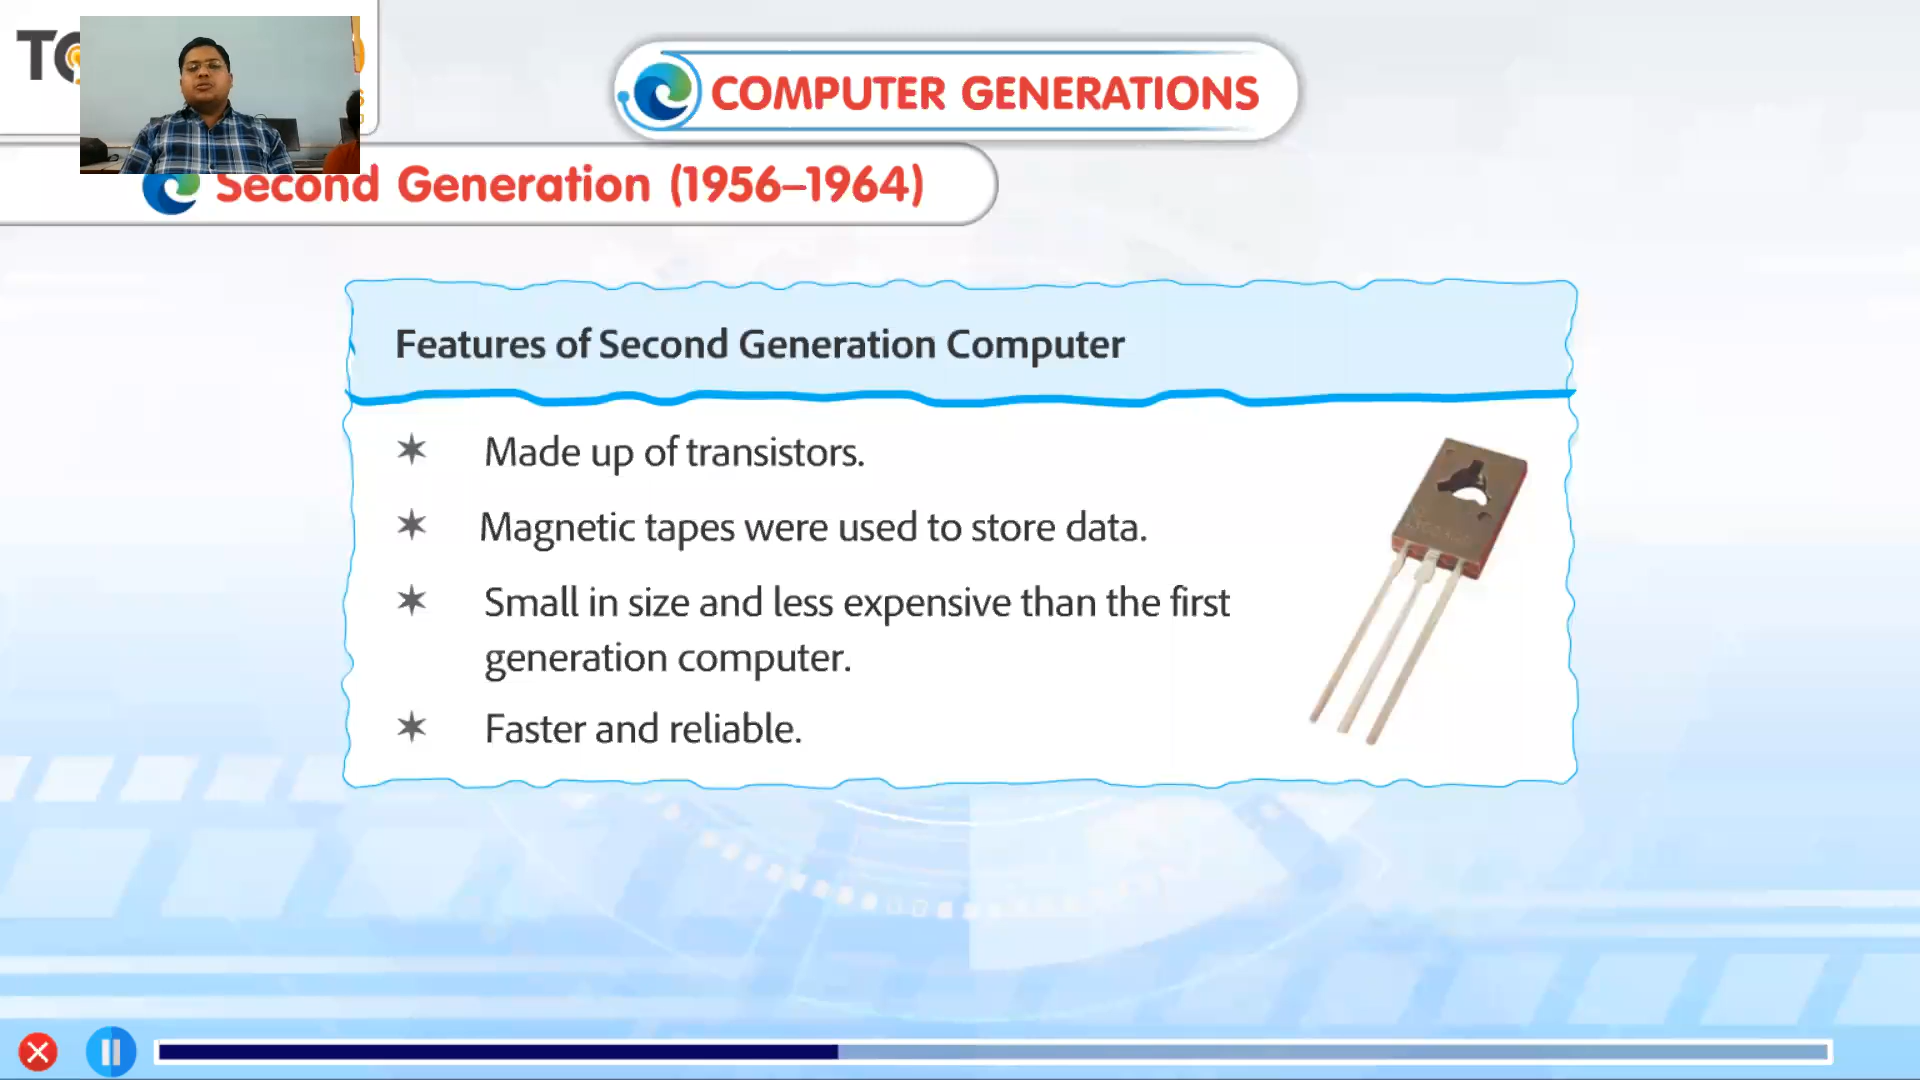 COMPUTER GENERATIONS
Second Generation (1956–1964)
Features of Second Generation Computer
✶ Made up of transistors.
✶ Magnetic tapes were used to store data.
✶ Small in size and less expensive than the first
generation computer.
✶ Faster and reliable.